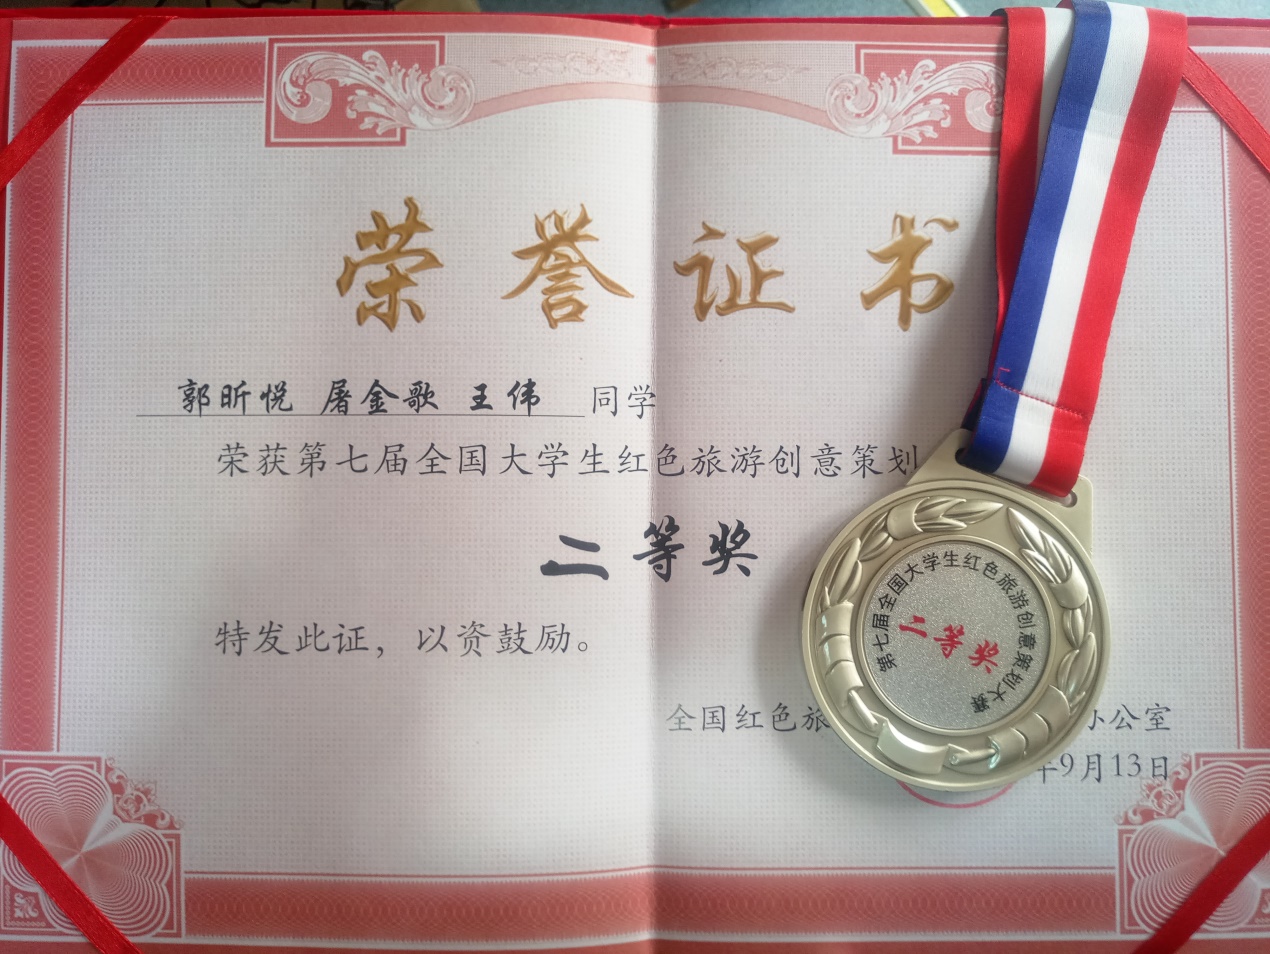 荣誉证书
郭昕悦 屠金歌 王伟 同学
荣获第七届全国大学生红色旅游创意策划
二等奖
特发此证，以资鼓励。
全国红色旅 办公室
年9月13日
第七届全国大学生红色旅游创意策划大赛
二等奖